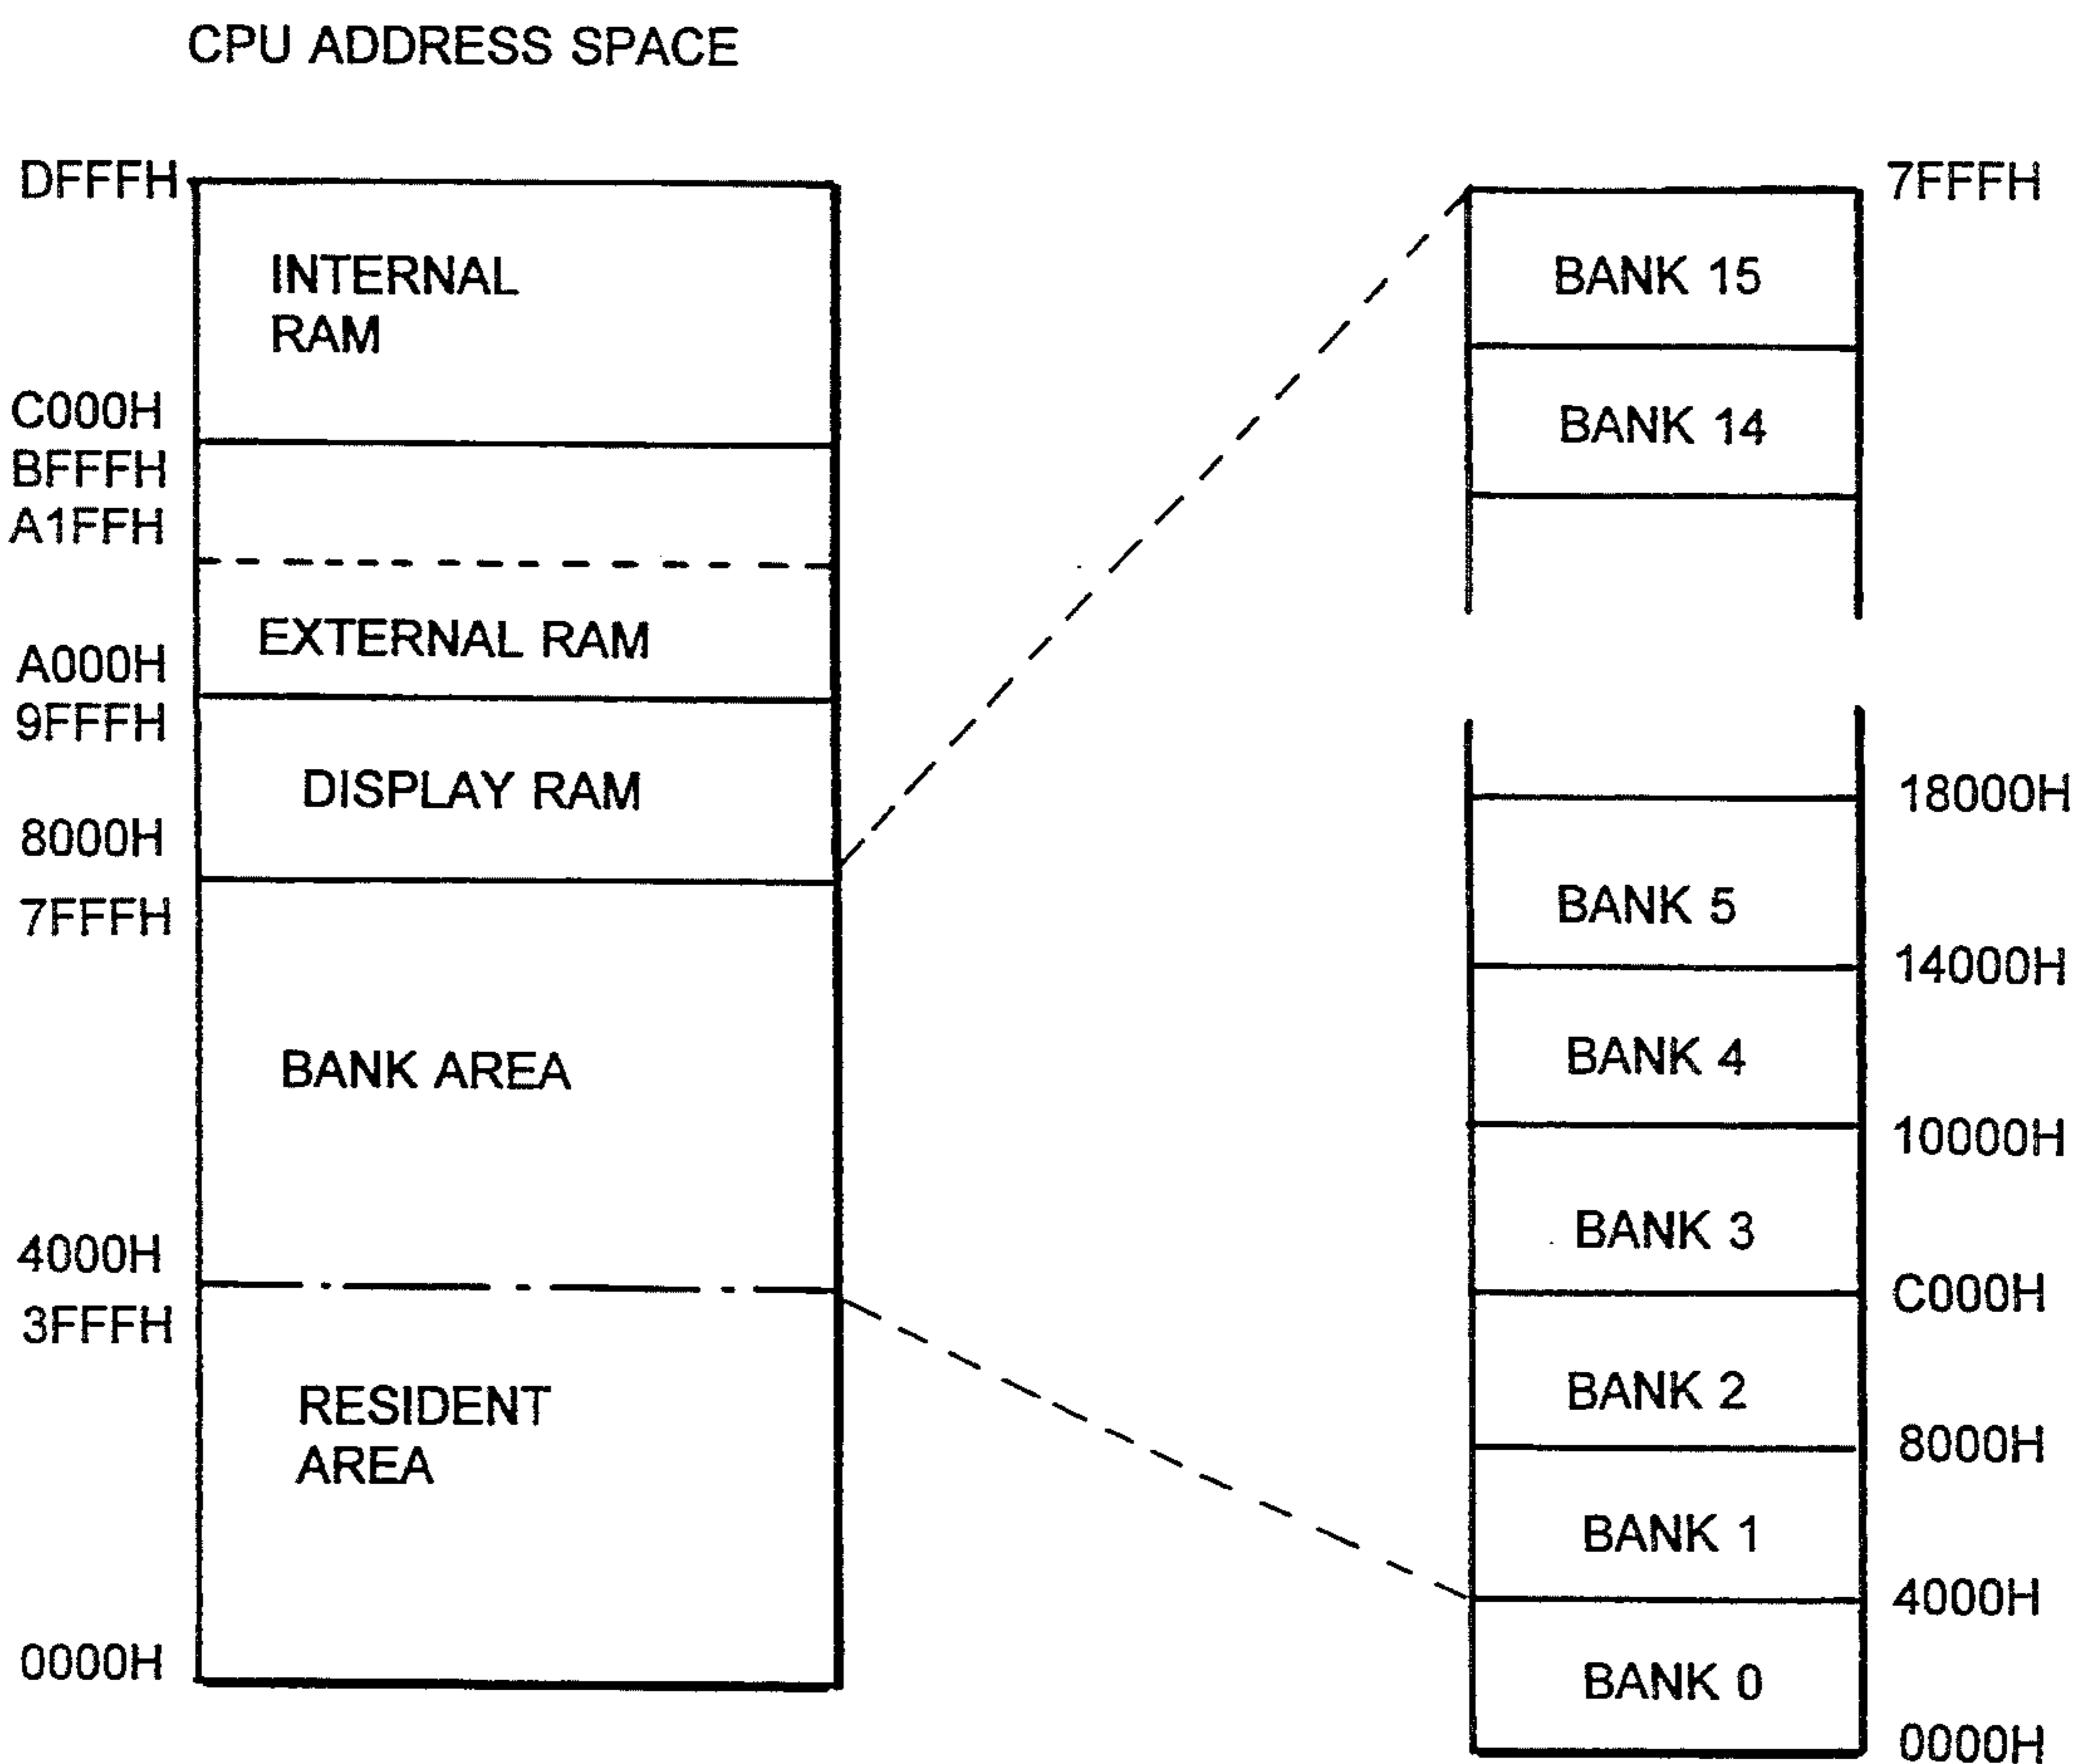 CPU ADDRESS SPACE
DFFFH
INTERNAL
RAM
C000H
BFFFH
A1FFH
EXTERNAL RAM
A000H
9FFFH
DISPLAY RAM
8000H
7FFFH
BANK AREA
4000H
3FFFH
RESIDENT
AREA
0000H
7FFFH
BANK 15
BANK 14
18000H
BANK 5
14000H
BANK 4
10000H
BANK 3
C000H
BANK 2
8000H
BANK 1
4000H
BANK 0
0000H